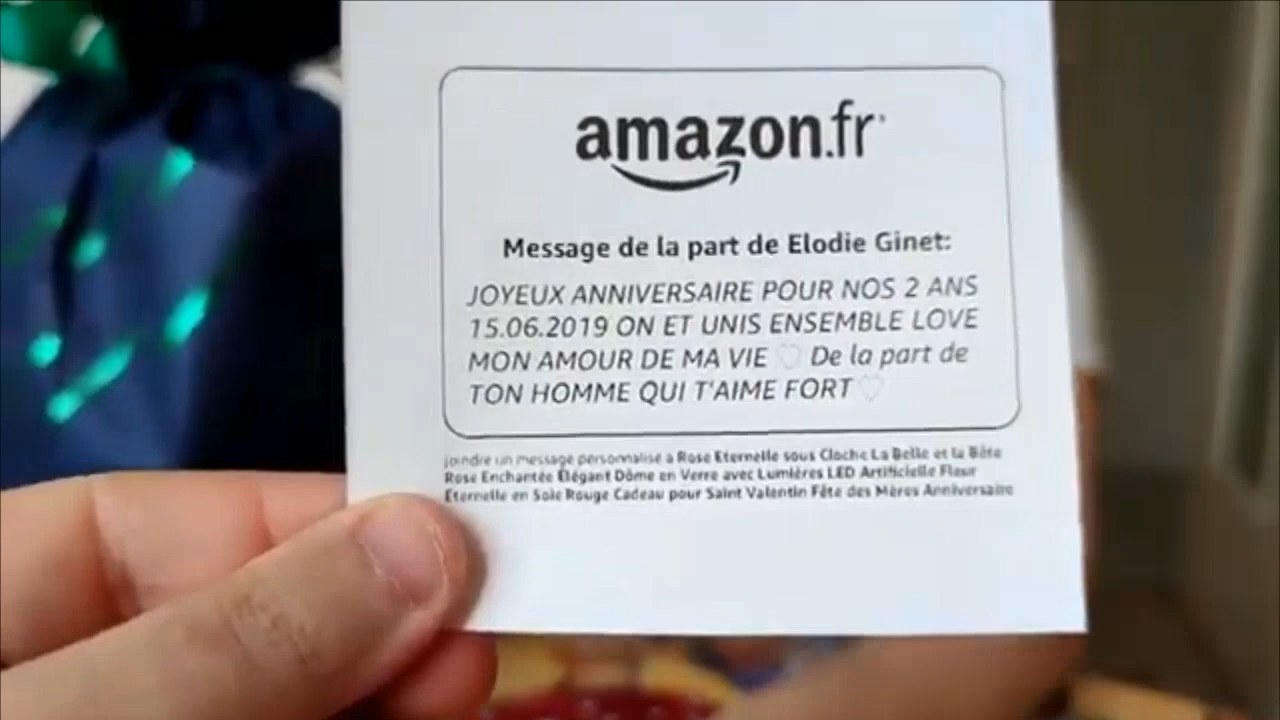 amazon.fr
Message de la part de Elodie Ginet:
JOYEUX ANNIVERSAIRE POUR NOS 2 ANS
15.06.2019 ON ET UNIS ENSEMBLE LOVE
MON AMOUR DE MA VIE ♡ De la part de
TON HOMME QUI T'AIME FORT ♡
Joindre un message personnalisé à Rose Eternelle sous Cloche La Belle et la Bête
Rose Enchantée Élégant Dôme en Verre avec Lumières LED Artificielle Fleur
Éternelle en Soie Rouge Cadeau pour Saint Valentin Fête des Mères Anniversaire